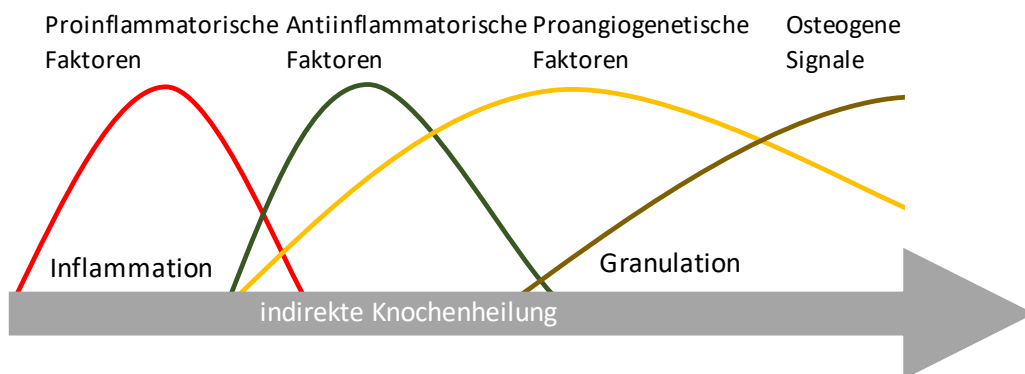 Proinflammatorische
Faktoren
Antiinflammatorische
Faktoren
Proangiogenetische
Faktoren
Osteogene
Signale
Inflammation
Granulation
indirekte Knochenheilung